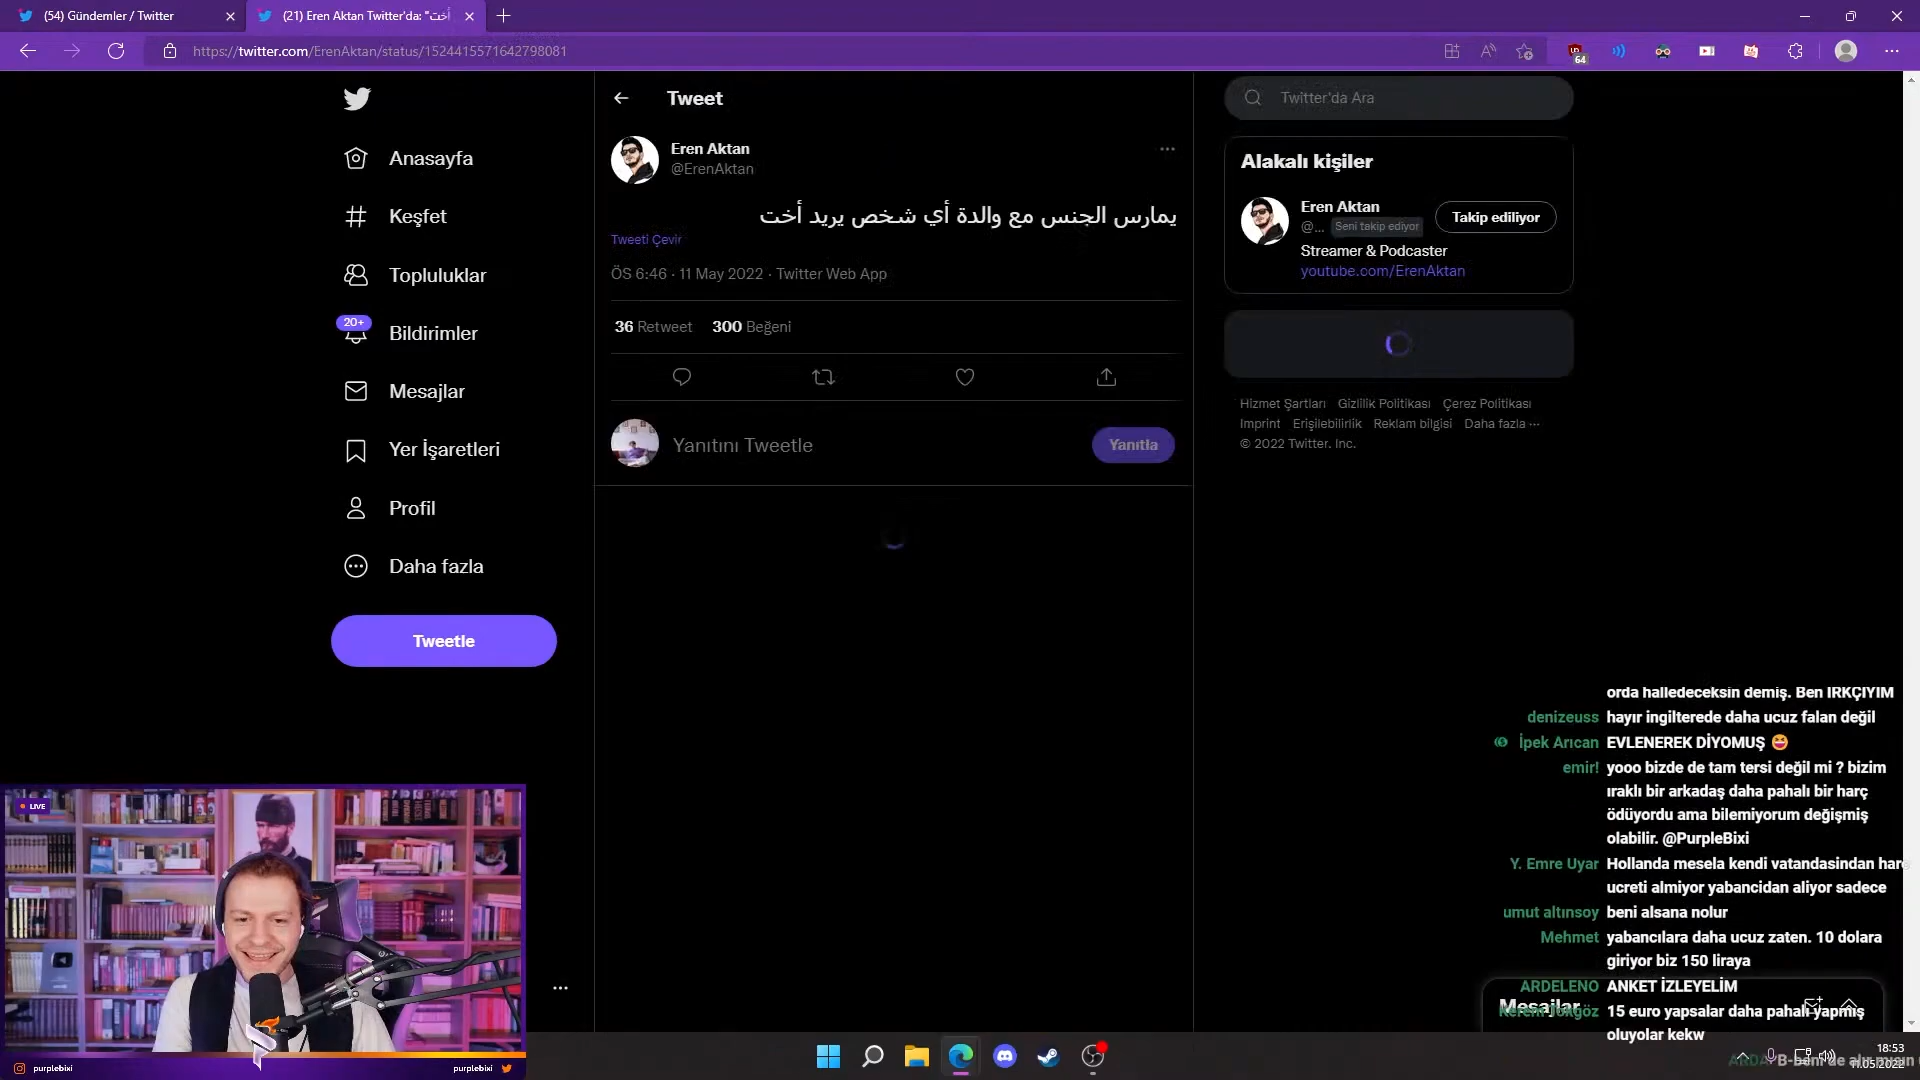 (54) Gündemler / Twitter
(21) Eren Aktan Twitter'da: "أخت
https://twitter.com/ErenAktan/status/1524415571642798081
64
Anasayfa
Keşfet
Topluluklar
20+
Bildirimler
Mesajlar
Yer İşaretleri
Profil
Daha fazla
Tweetle
Tweet
Eren Aktan
@ErenAktan
يمارس الجنس مع والدة أي شخص يريد أخت
Tweeti Çevir
ÖS 6:46 · 11 May 2022 · Twitter Web App
36 Retweet 300 Beğeni
Yanıtını Tweetle
Yanıtla
Twitter'da Ara
Alakalı kişiler
Eren Aktan
@... Seni takip ediyor
Takip ediliyor
Streamer & Podcaster
youtube.com/ErenAktan
Hizmet Şartları Gizlilik Politikası Çerez Politikası
Imprint Erişilebilirlik Reklam bilgisi Daha fazla ...
© 2022 Twitter, Inc.
orda halledeceksin demiş. Ben IRKÇIYIM
denizeuss hayır ingilterede daha ucuz falan değil
İpek Arıcan EVLENEREK DİYOMUŞ
emir! yooo bizde de tam tersi değil mi ? bizim
ıraklı bir arkadaş daha pahalı bir harç
ödüyordu ama bilemiyorum değişmiş
olabilir. @PurpleBixi
Y. Emre Uyar Hollanda mesela kendi vatandasindan harc
ucreti almiyor yabancidan aliyor sadece
umut altınsoy beni alsana nolur
Mehmet yabancılara daha ucuz zaten. 10 dolara
giriyor biz 150 liraya
ARDELENO ANKET İZLEYELİM
Mesajlar
15 euro yapsalar daha pahalı yapmış
oluyolar kekw
LIVE
purplebixi
purplebixi
18:53
11.05.2022